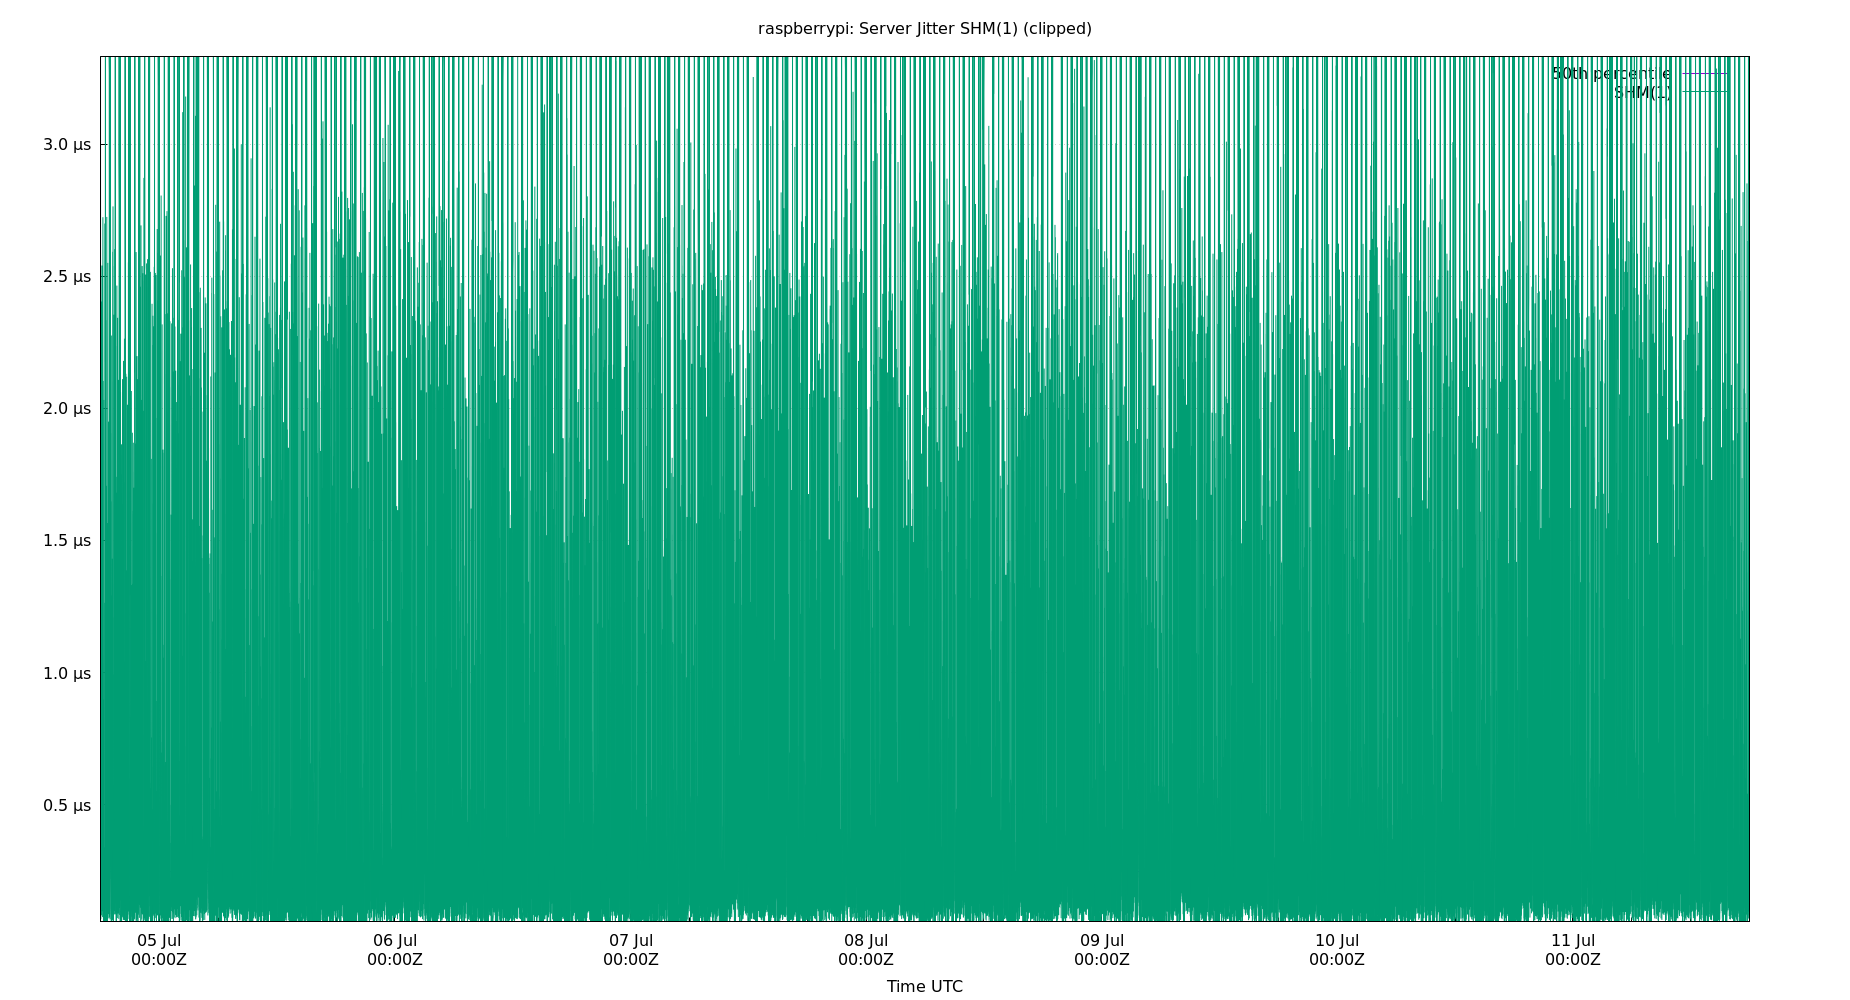 raspberrypi: Server Jitter SHM(1) (clipped)
50th percentile
SHM(1)
3.0 µs
2.5 µs
2.0 µs
1.5 µs
1.0 µs
0.5 µs
05 Jul 06 Jul 07 Jul 08 Jul 09 Jul 10 Jul 11 Jul
00:00Z 00:00Z 00:00Z 00:00Z 00:00Z 00:00Z 00:00Z
Time UTC